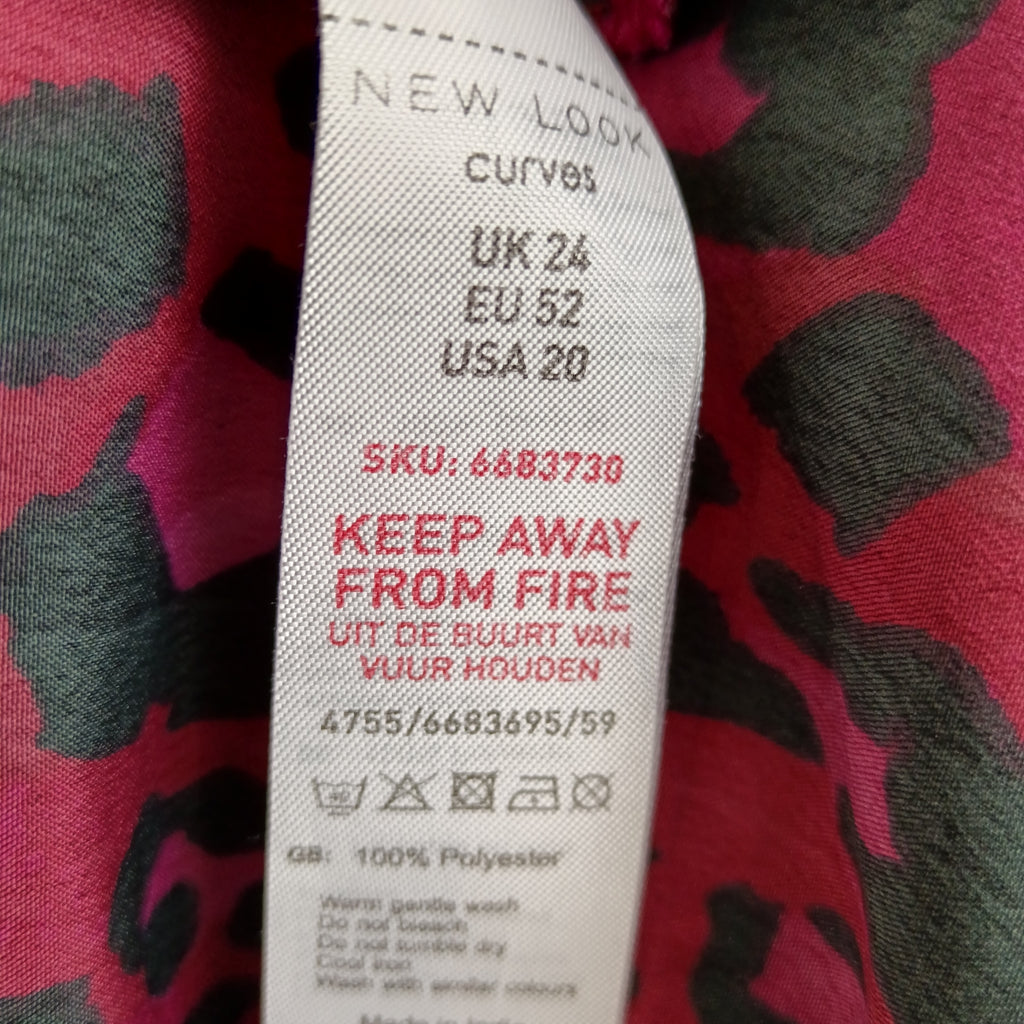 NEW LOOK
curves
UK 24
EU 52
USA 20
SKU: 6683730
KEEP AWAY
FROM FIRE
UIT DE BUURT VAN
VUUR HOUDEN
4755/6683695/59
GB: 100% Polyester
Warm gentle wash
Do not bleach
Do not tumble dry
Cool iron
Wash with similar colours
Made in